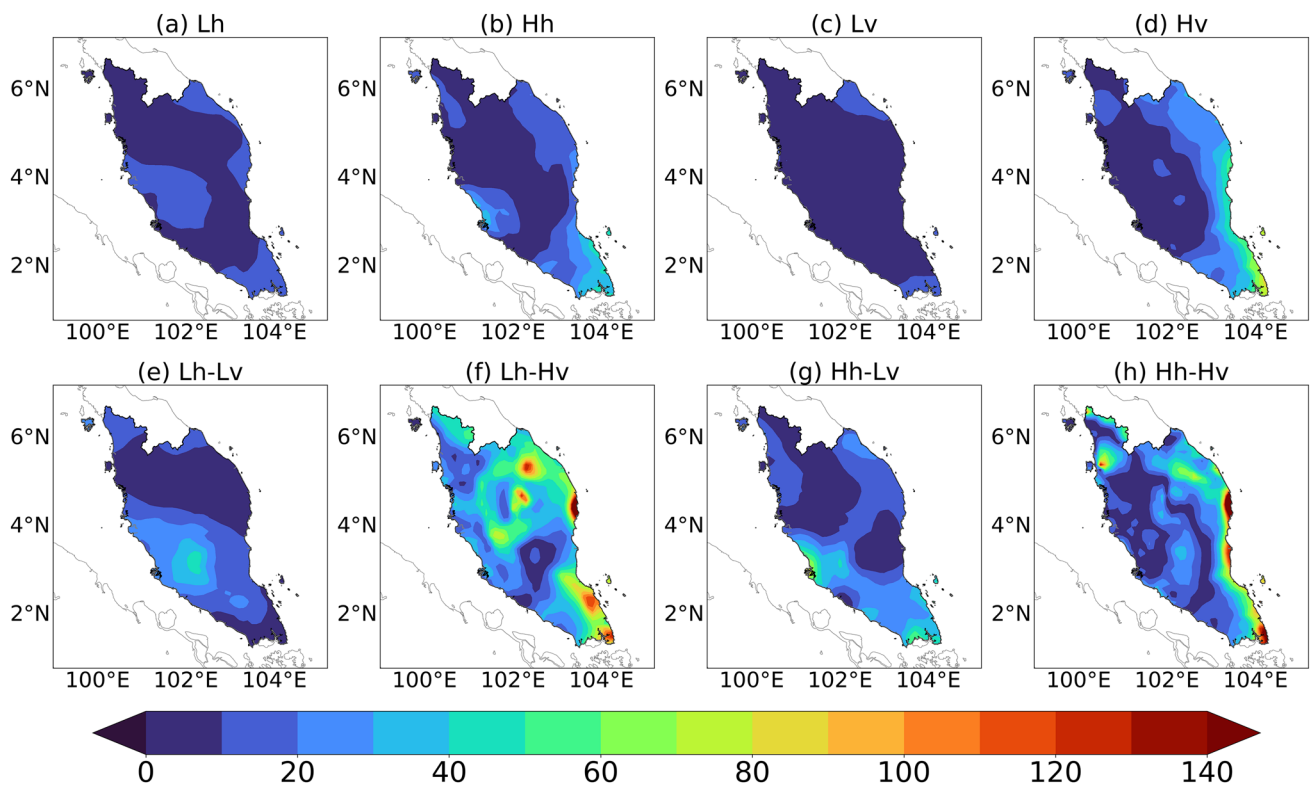 (a) Lh (b) Hh (c) Lv (d) Hv
6°N 6°N 6°N 6°N
4°N 4°N 4°N 4°N
2°N 2°N 2°N 2°N
100°E 102°E 104°E 100°E 102°E 104°E 100°E 102°E 104°E 100°E 102°E 104°E
(e) Lh-Lv (f) Lh-Hv (g) Hh-Lv (h) Hh-Hv
6°N 6°N 6°N 6°N
4°N 4°N 4°N 4°N
2°N 2°N 2°N 2°N
100°E 102°E 104°E 100°E 102°E 104°E 100°E 102°E 104°E 100°E 102°E 104°E
0 20 40 60 80 100 120 140